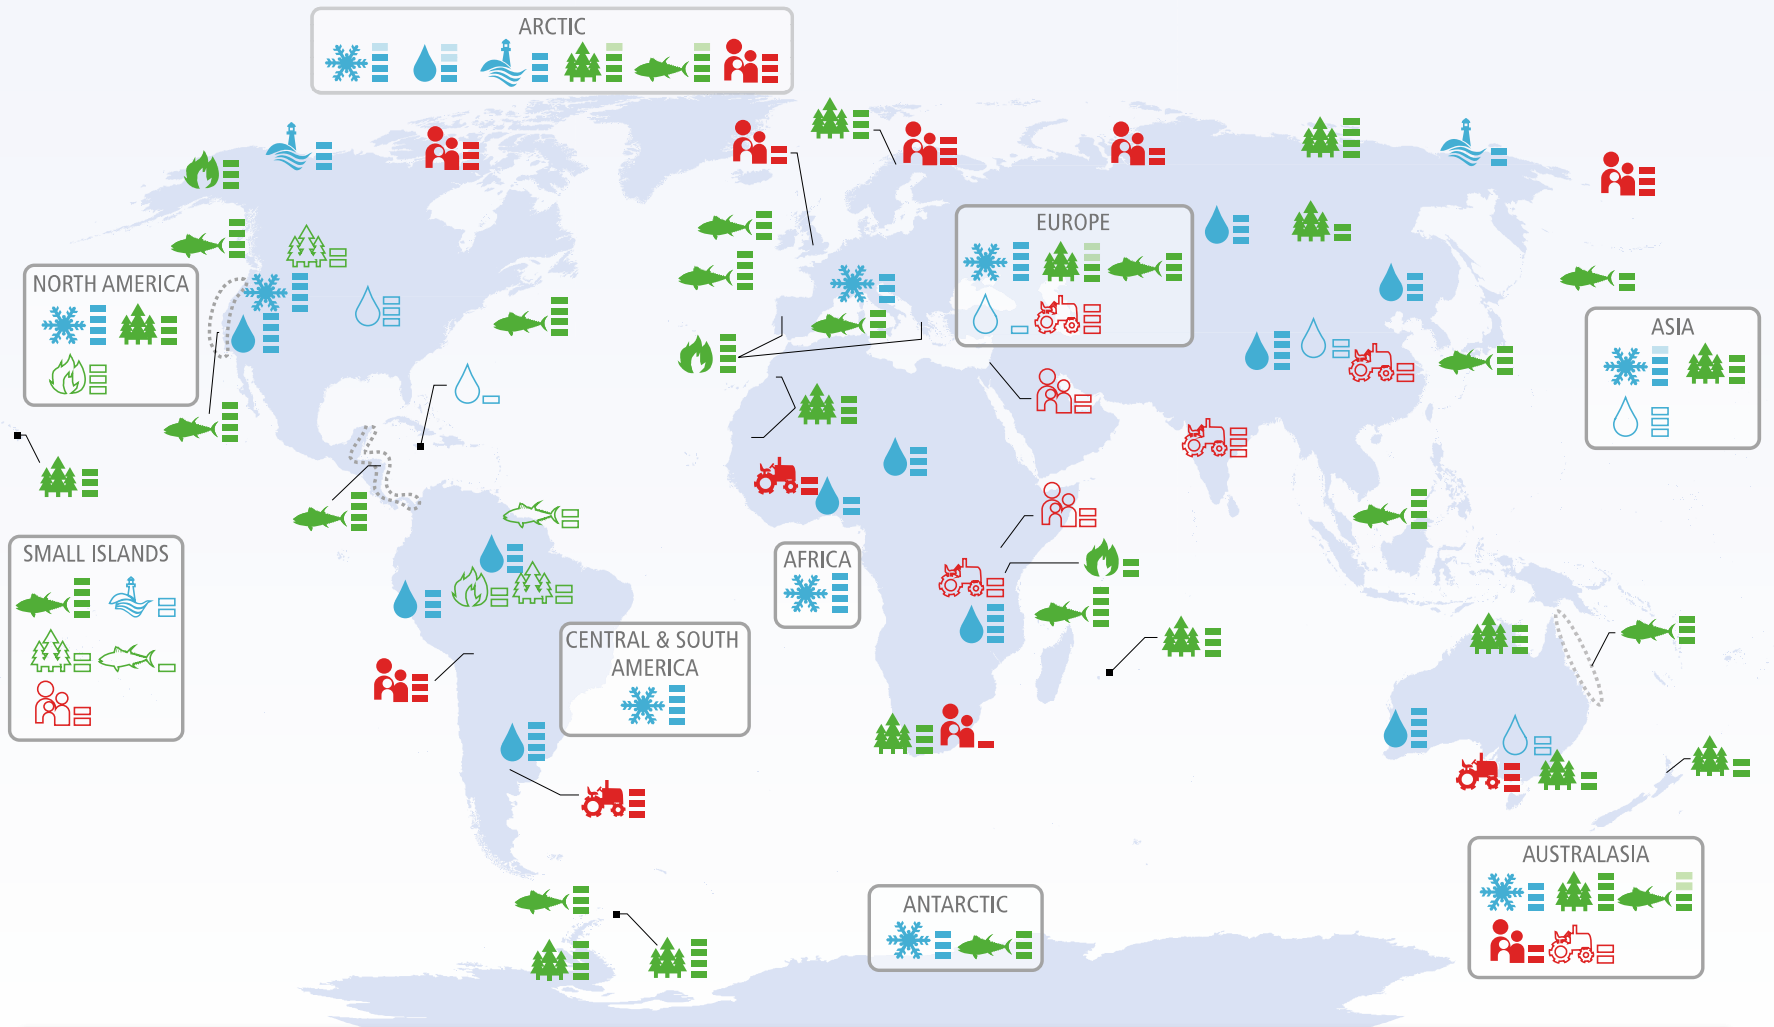 ARCTIC
EUROPE
NORTH AMERICA
ASIA
SMALL ISLANDS
AFRICA
CENTRAL & SOUTH
AMERICA
AUSTRALASIA
ANTARCTIC